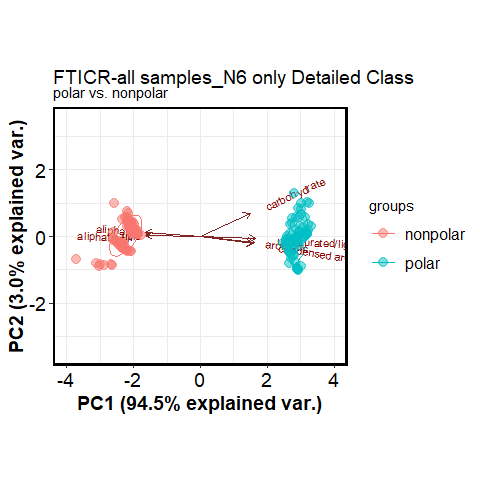 FTICR-all samples_N6 only Detailed Class
polar vs. nonpolar
PC2 (3.0% explained var.)
2
0
-2
-4
-2
0
2
4
PC1 (94.5% explained var.)
carbohydrate
groups
nonpolar
polar